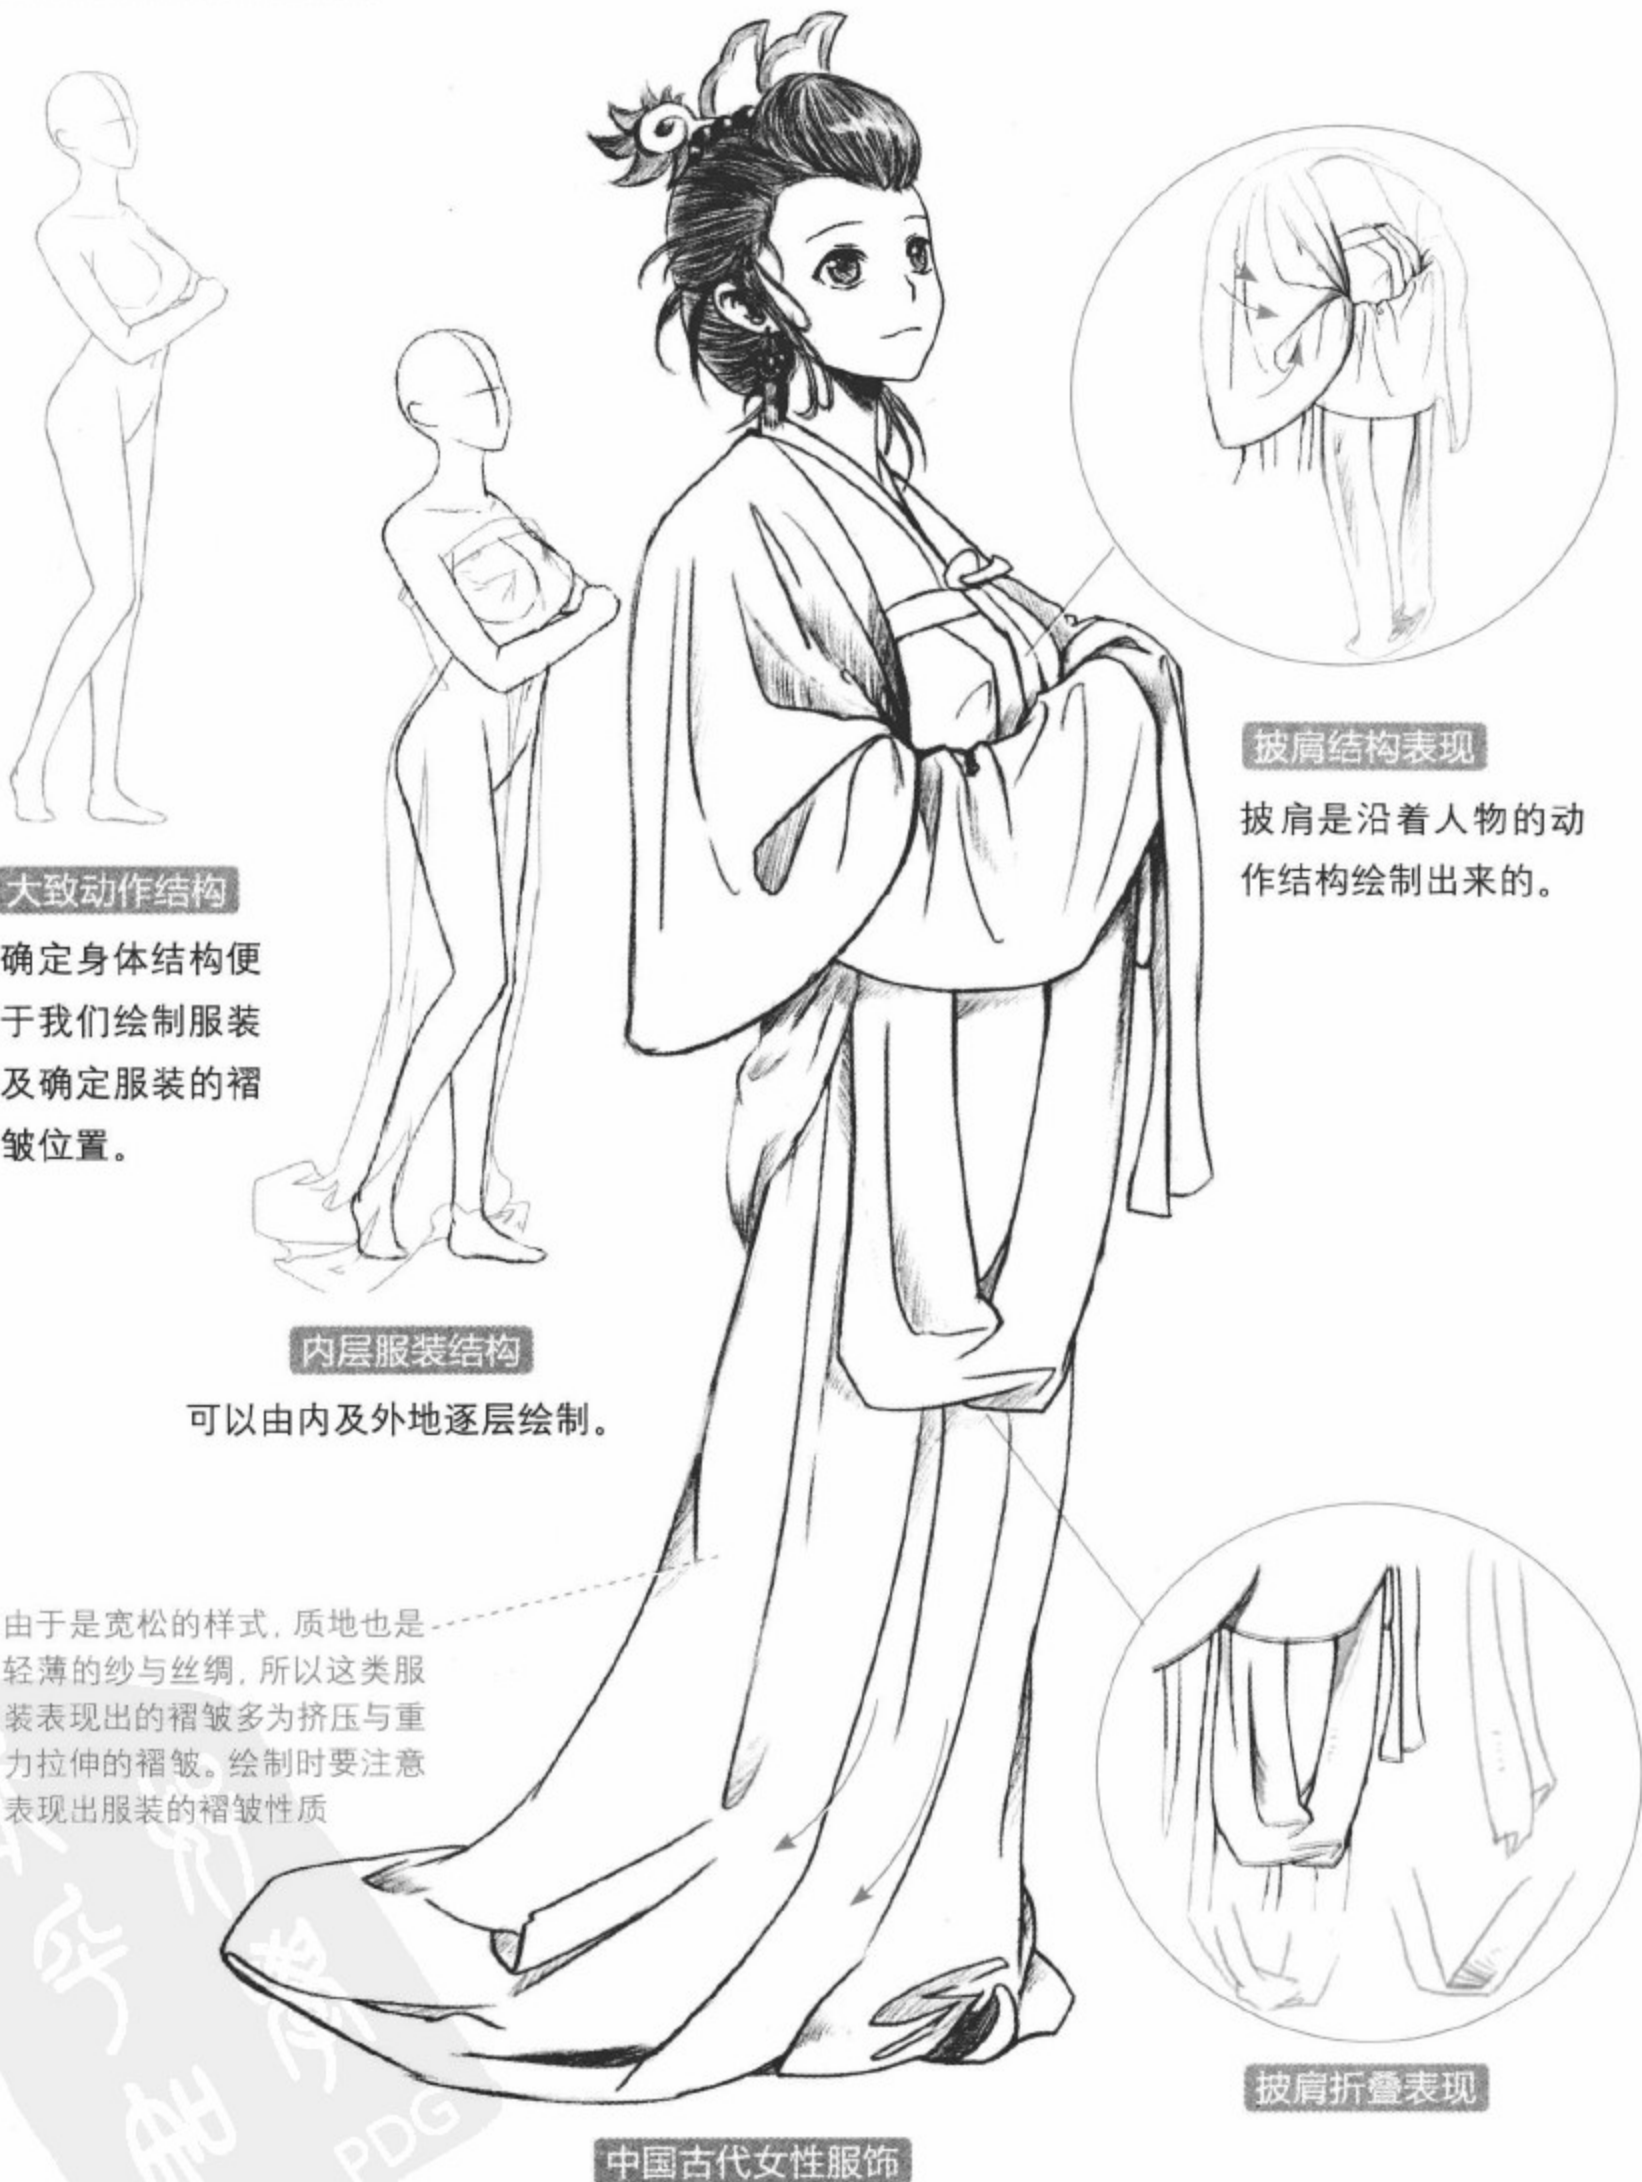 大致动作结构
确定身体结构便
于我们绘制服装
及确定服装的褶
皱位置。
内层服装结构
可以由内及外地逐层绘制。
披肩结构表现
披肩是沿着人物的动
作结构绘制出来的。
由于是宽松的样式，质地也是
轻薄的纱与丝绸，所以这类服
装表现出的褶皱多为挤压与重
力拉伸的褶皱。绘制时要注意
表现出服装的褶皱性质
披肩折叠表现
中国古代女性服饰
PDG